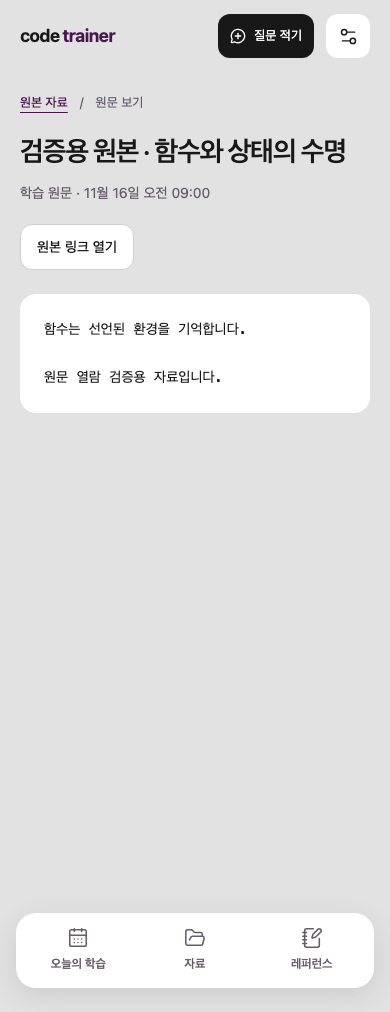 code trainer
질문 적기
원본 자료 / 원문 보기
검증용 원본 · 함수와 상태의 수명
학습 원문 · 11월 16일 오전 09:00
원본 링크 열기
함수는 선언된 환경을 기억합니다.
원문 열람 검증용 자료입니다.
오늘의 학습
자료
레퍼런스